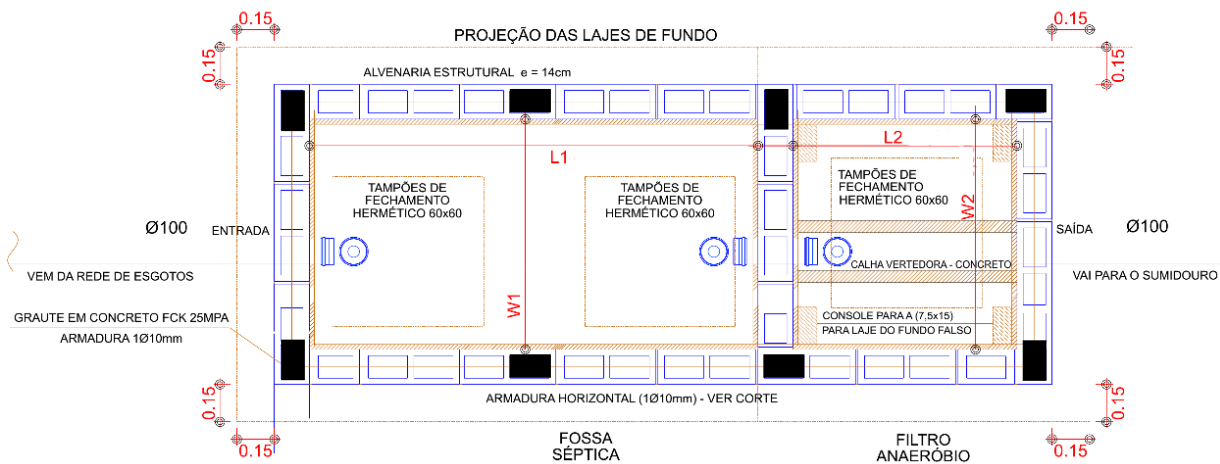 0.15
0.15
PROJEÇÃO DAS LAJES DE FUNDO
0.15
0.15
ALVENARIA ESTRUTURAL e = 14cm
L1
L2
TAMPÕES DE
FECHAMENTO
HERMÉTICO 60x60
TAMPÕES DE
FECHAMENTO
HERMÉTICO 60x60
TAMPÕES DE
FECHAMENTO
HERMÉTICO 60x60
W2
Ø100
ENTRADA
SAÍDA
Ø100
VEM DA REDE DE ESGOTOS
CALHA VERTEDORA - CONCRETO
VAI PARA O SUMIDOURO
W1
GRAUTE EM CONCRETO FCK 25MPA
ARMADURA 1Ø10mm
CONSOLE PARA A (7,5x15)
PARA LAJE DO FUNDO FALSO
0.15
ARMADURA HORIZONTAL (1Ø10mm) - VER CORTE
0.15
0.15
FOSSA
SÉPTICA
FILTRO
ANAERÓBIO
0.15